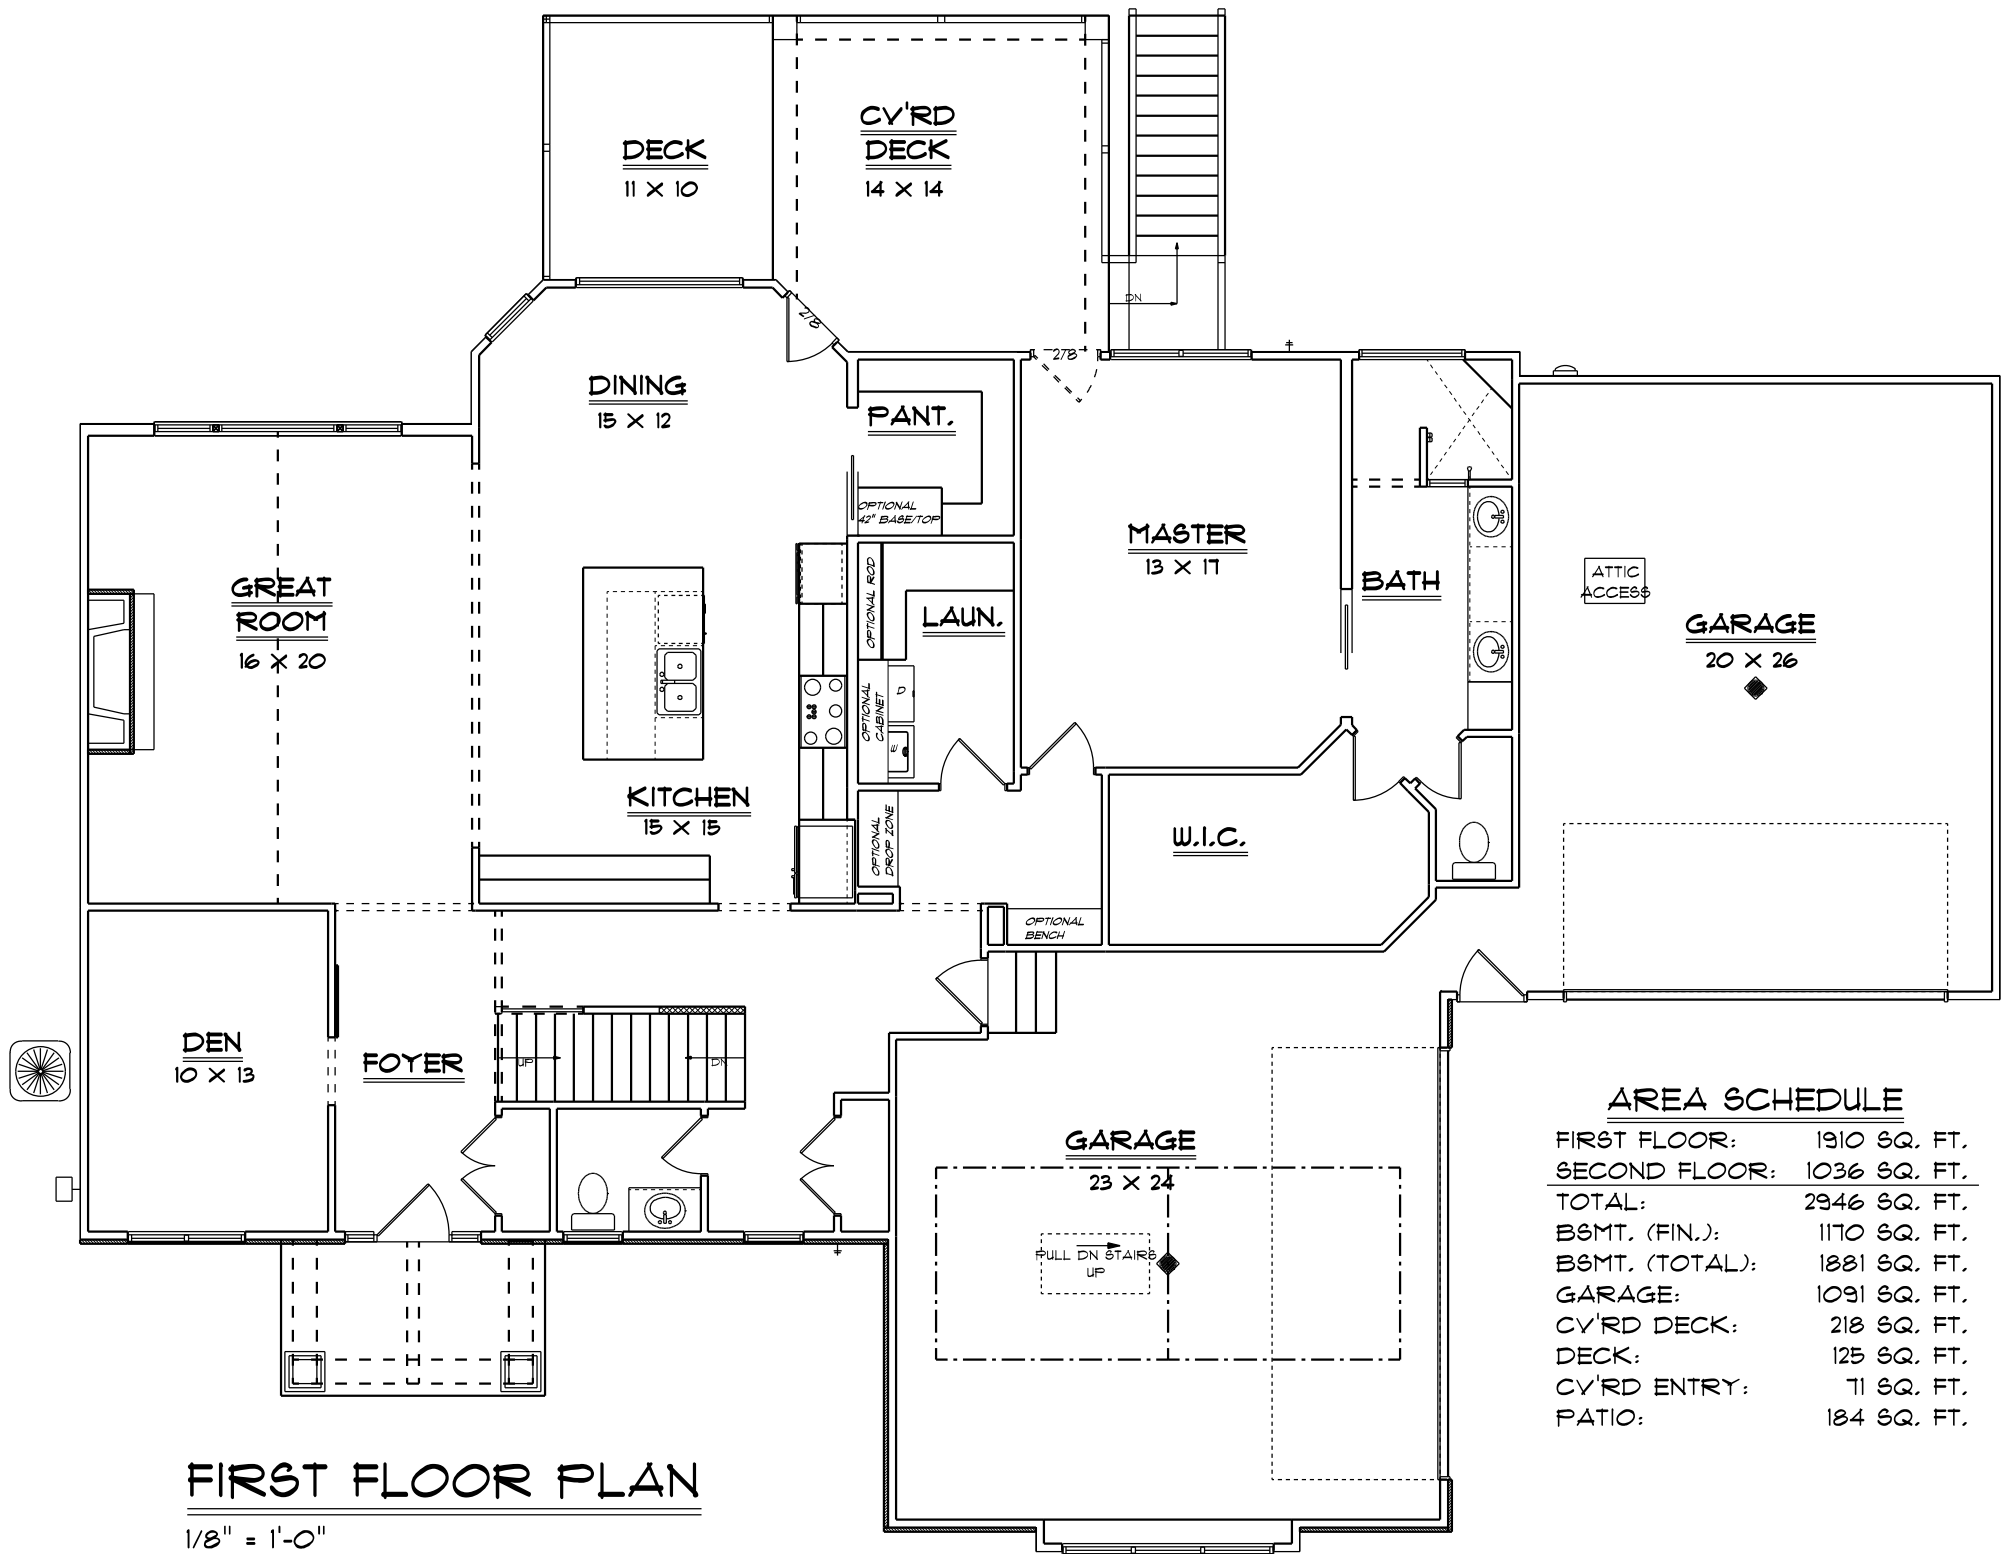 DECK
11 X 10
CV'RD
DECK
14 X 14
DN
2/8
2/8
DINING
15 X 12
PANT.
OPTIONAL
42" BASE/TOP
GREAT
ROOM
16 X 20
MASTER
13 X 17
BATH
ATTIC
ACCESS
GARAGE
20 X 26
OPTIONAL ROD
LAUN.
OPTIONAL
CABINET
D
W
KITCHEN
15 X 15
OPTIONAL
DROP ZONE
W.I.C.
OPTIONAL
BENCH
DEN
10 X 13
FOYER
UP
DN
GARAGE
23 X 24
PULL DN STAIRS
UP
AREA SCHEDULE
FIRST FLOOR: 1910 SQ. FT.
SECOND FLOOR: 1036 SQ. FT.
TOTAL: 2946 SQ. FT.
BSMT. (FIN.): 1170 SQ. FT.
BSMT. (TOTAL): 1881 SQ. FT.
GARAGE: 1091 SQ. FT.
CV'RD DECK: 218 SQ. FT.
DECK: 125 SQ. FT.
CV'RD ENTRY: 71 SQ. FT.
PATIO: 184 SQ. FT.
FIRST FLOOR PLAN
1/8" = 1'-0"